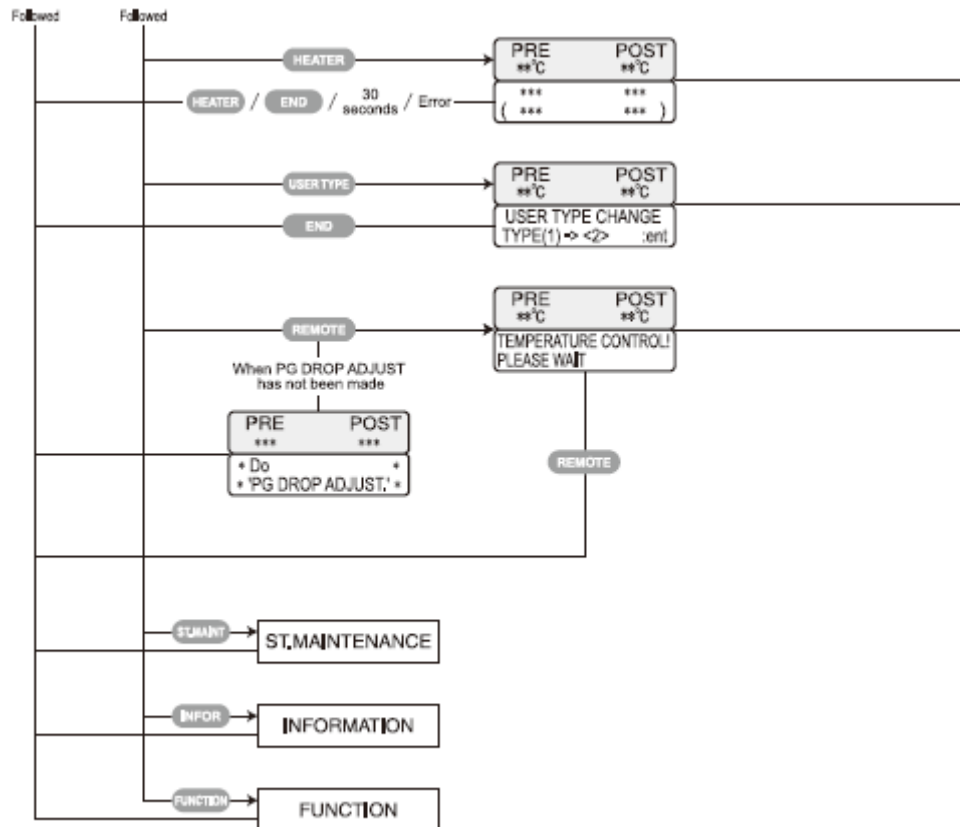 Followed Followed
HEATER
PRE POST
**°C **°C
*** ***
( *** *** )
HEATER / END / 30 seconds / Error
USER TYPE
PRE POST
**°C **°C
END
USER TYPE CHANGE
TYPE(1) => <2> :ent
PRE POST
**°C **°C
REMOTE
TEMPERATURE CONTROL!
PLEASE WAIT
When PG DROP ADJUST
has not been made
PRE POST
*** ***
* Do *
* 'PG DROP ADJUST.' *
REMOTE
ST.MAINT
ST.MAINTENANCE
INFOR
INFORMATION
FUNCTION
FUNCTION